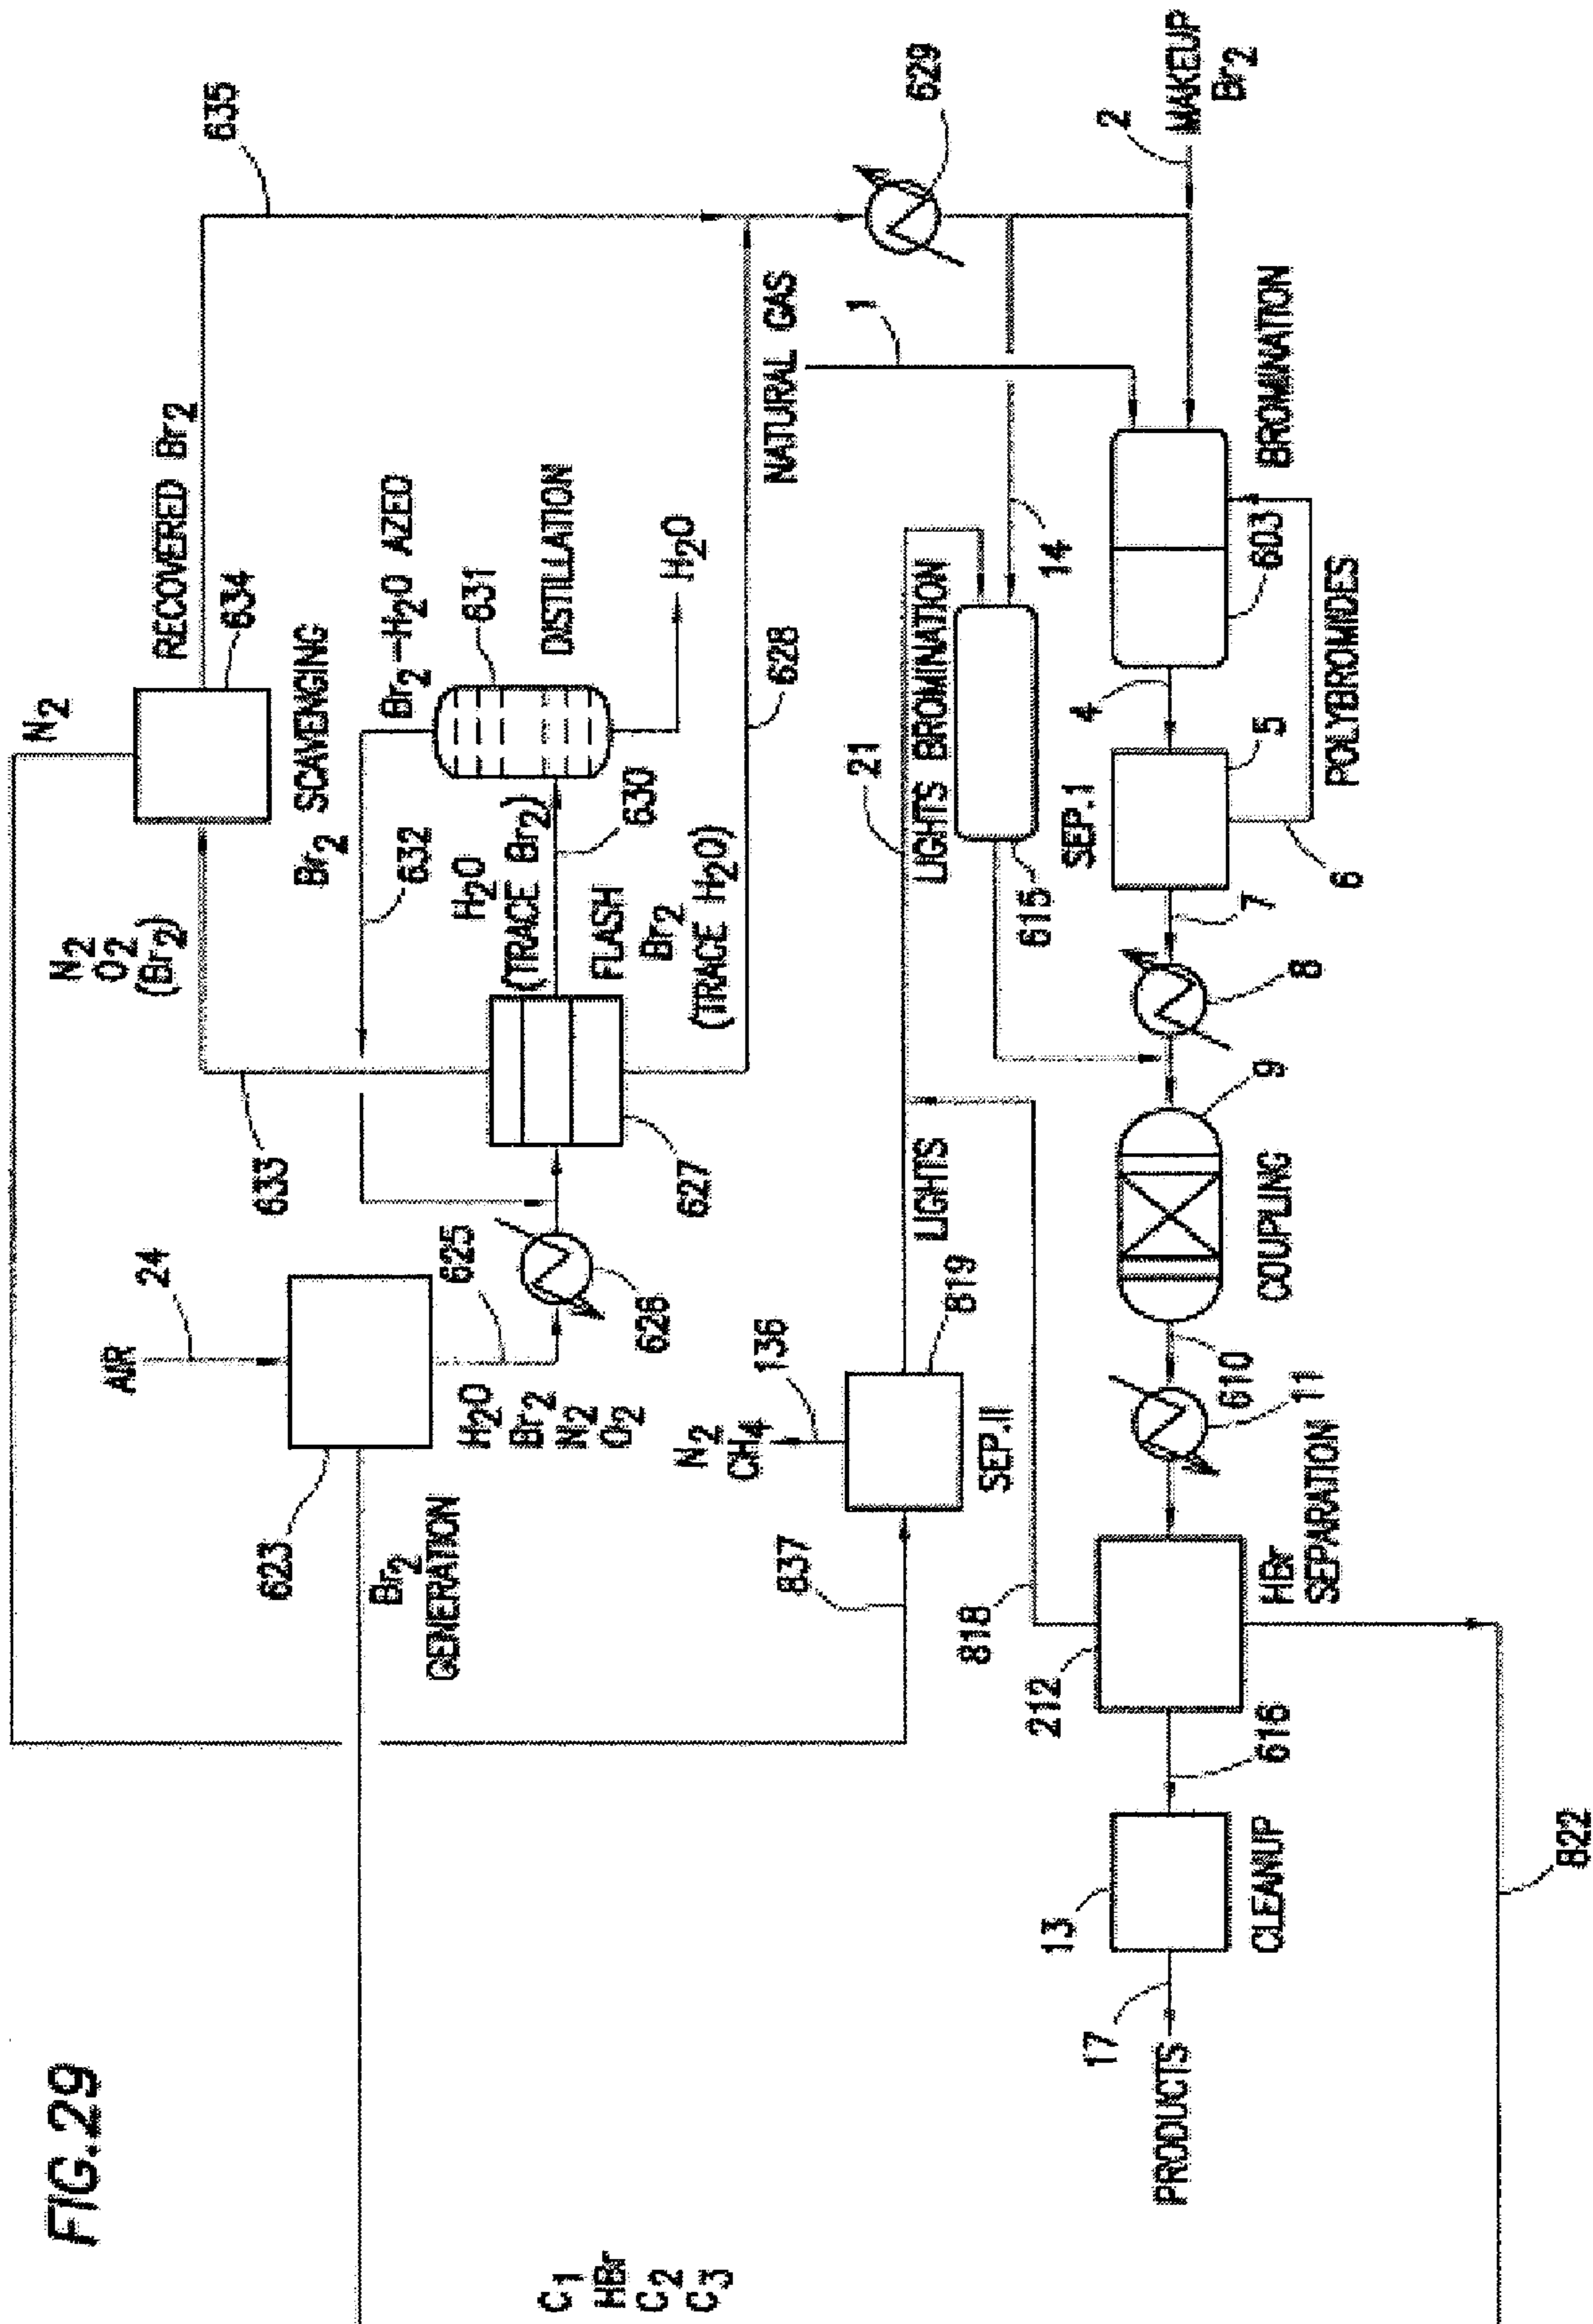 FIG.29
AIR
24
N2
O2
(Br2)
N2
RECOVERED Br2
635
623
633
634
Br2
GENERATION
H2O
Br2
N2
O2
625
626
632
Br2 SCAVENGING
Br2-H2O AZEO
631
C1
HBr
C2
C3
627
H2O
(TRACE Br2)
630
DISTILLATION
FLASH
Br2
(TRACE H2O)
H2O
628
N2
CH4
136
837
819
SEP.II
LIGHTS
21
LIGHTS BROMINATION
NATURAL GAS
1
629
818
212
615
14
2
MAKEUP
Br2
PRODUCTS
17
13
CLEANUP
616
HBr
SEPARATION
11
610
COUPLING
9
8
7
SEP.1
5
4
603
BROMINATION
6
POLYBROMIDES
822